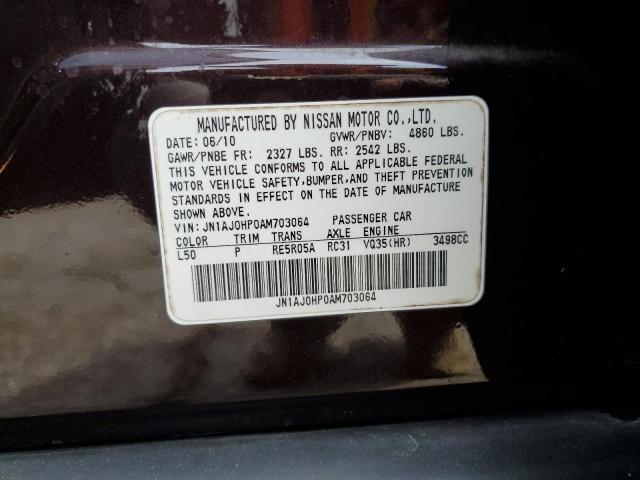 MANUFACTURED BY NISSAN MOTOR CO.,LTD.
DATE: 06/10 GVWR/PNBV: 4860 LBS.
GAWR/PNBE FR: 2327 LBS. RR: 2542 LBS.
THIS VEHICLE CONFORMS TO ALL APPLICABLE FEDERAL
MOTOR VEHICLE SAFETY,BUMPER,AND THEFT PREVENTION
STANDARDS IN EFFECT ON THE DATE OF MANUFACTURE
SHOWN ABOVE.
VIN: JN1AJ0HP0AM703064 PASSENGER CAR
COLOR TRIM TRANS AXLE ENGINE
L50 P RE5R05A RC31 VQ35(HR) 3498CC
JN1AJ0HP0AM703064